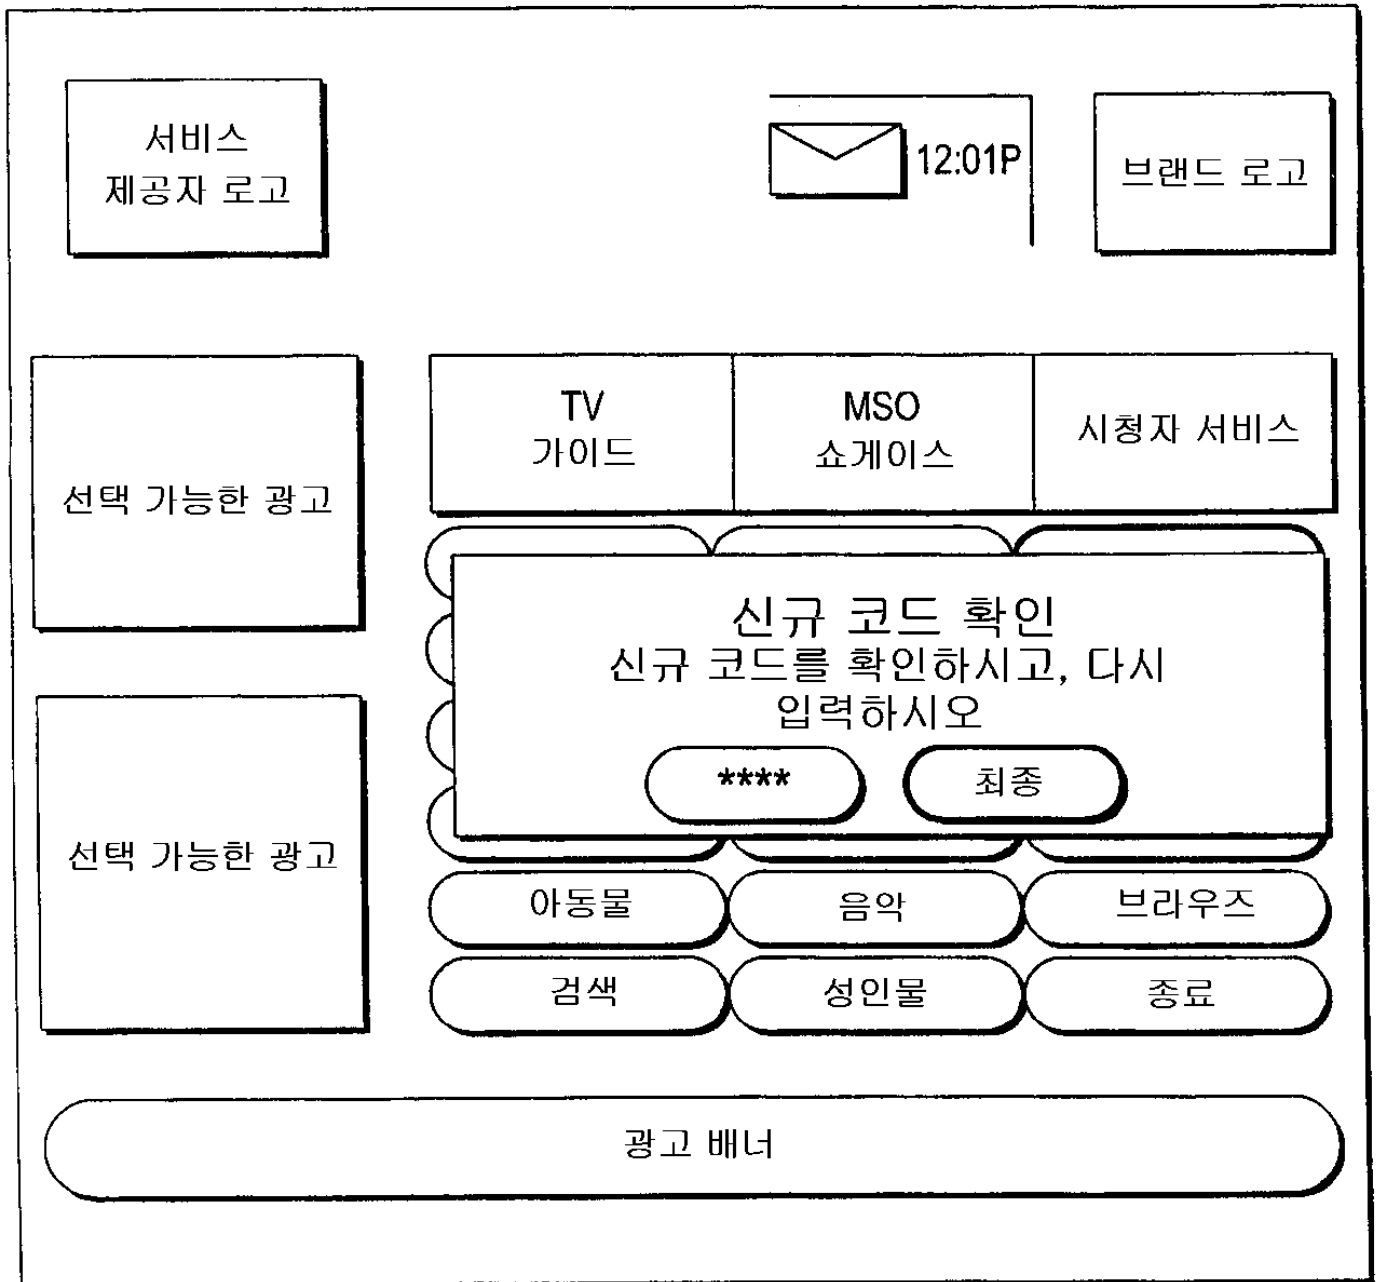 서비스
제공자 로고
12:01P
브랜드 로고
TV
가이드
MSO
쇼게이스
시청자 서비스
선택 가능한 광고
신규 코드 확인
신규 코드를 확인하시고, 다시
입력하시오
****
최종
선택 가능한 광고
아동물
음악
브라우즈
검색
성인물
종료
광고 배너